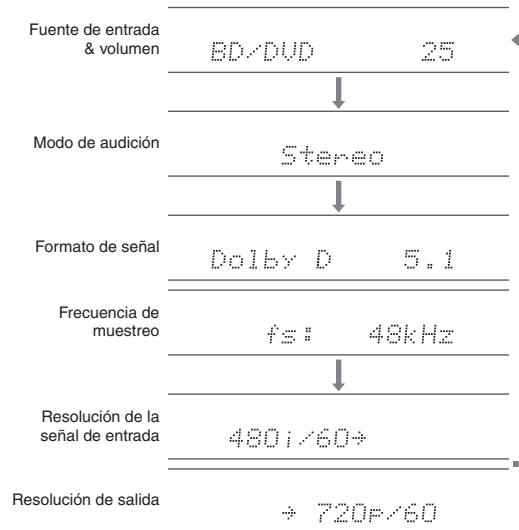 Fuente de entrada
& volumen
BD/DVD 25
Modo de audición
Stereo
Formato de señal
Dolby D 5.1
Frecuencia de
muestreo
fs: 48kHz
Resolución de la
señal de entrada
480i/60→
Resolución de salida
→ 720p/60